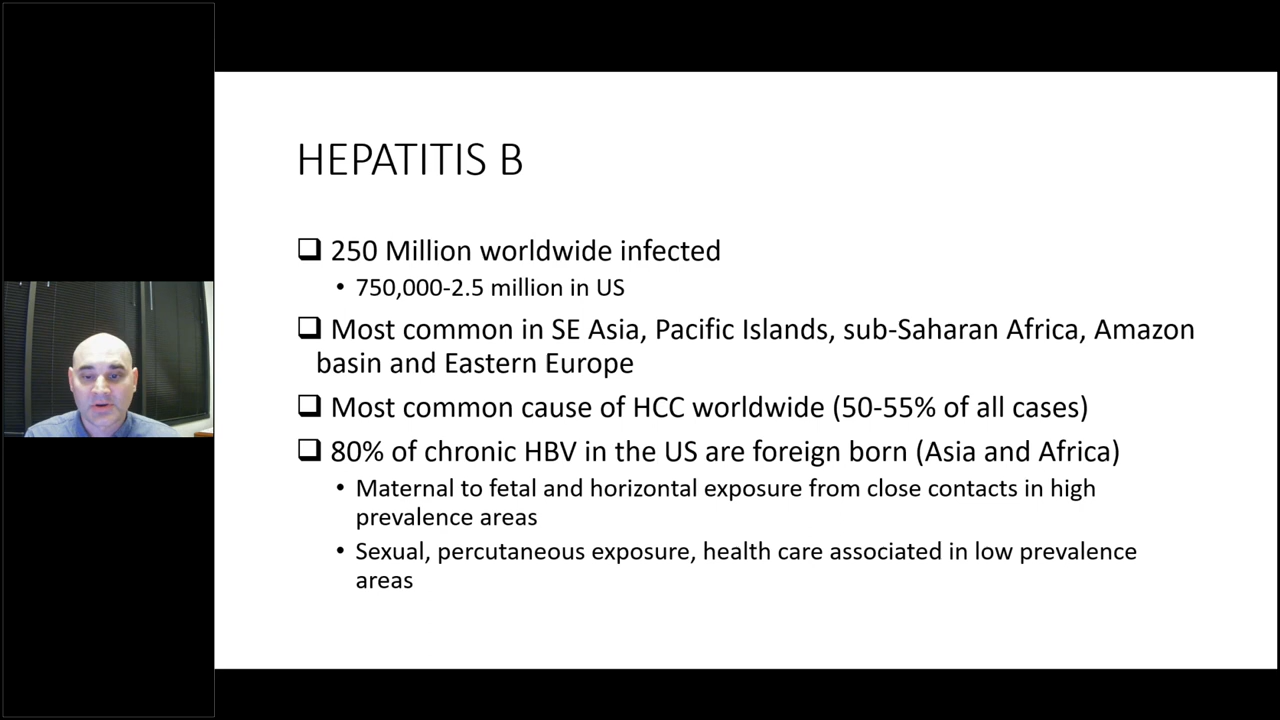 HEPATITIS B
❑ 250 Million worldwide infected
• 750,000-2.5 million in US
❑ Most common in SE Asia, Pacific Islands, sub-Saharan Africa, Amazon
basin and Eastern Europe
❑ Most common cause of HCC worldwide (50-55% of all cases)
❑ 80% of chronic HBV in the US are foreign born (Asia and Africa)
• Maternal to fetal and horizontal exposure from close contacts in high
prevalence areas
• Sexual, percutaneous exposure, health care associated in low prevalence
areas